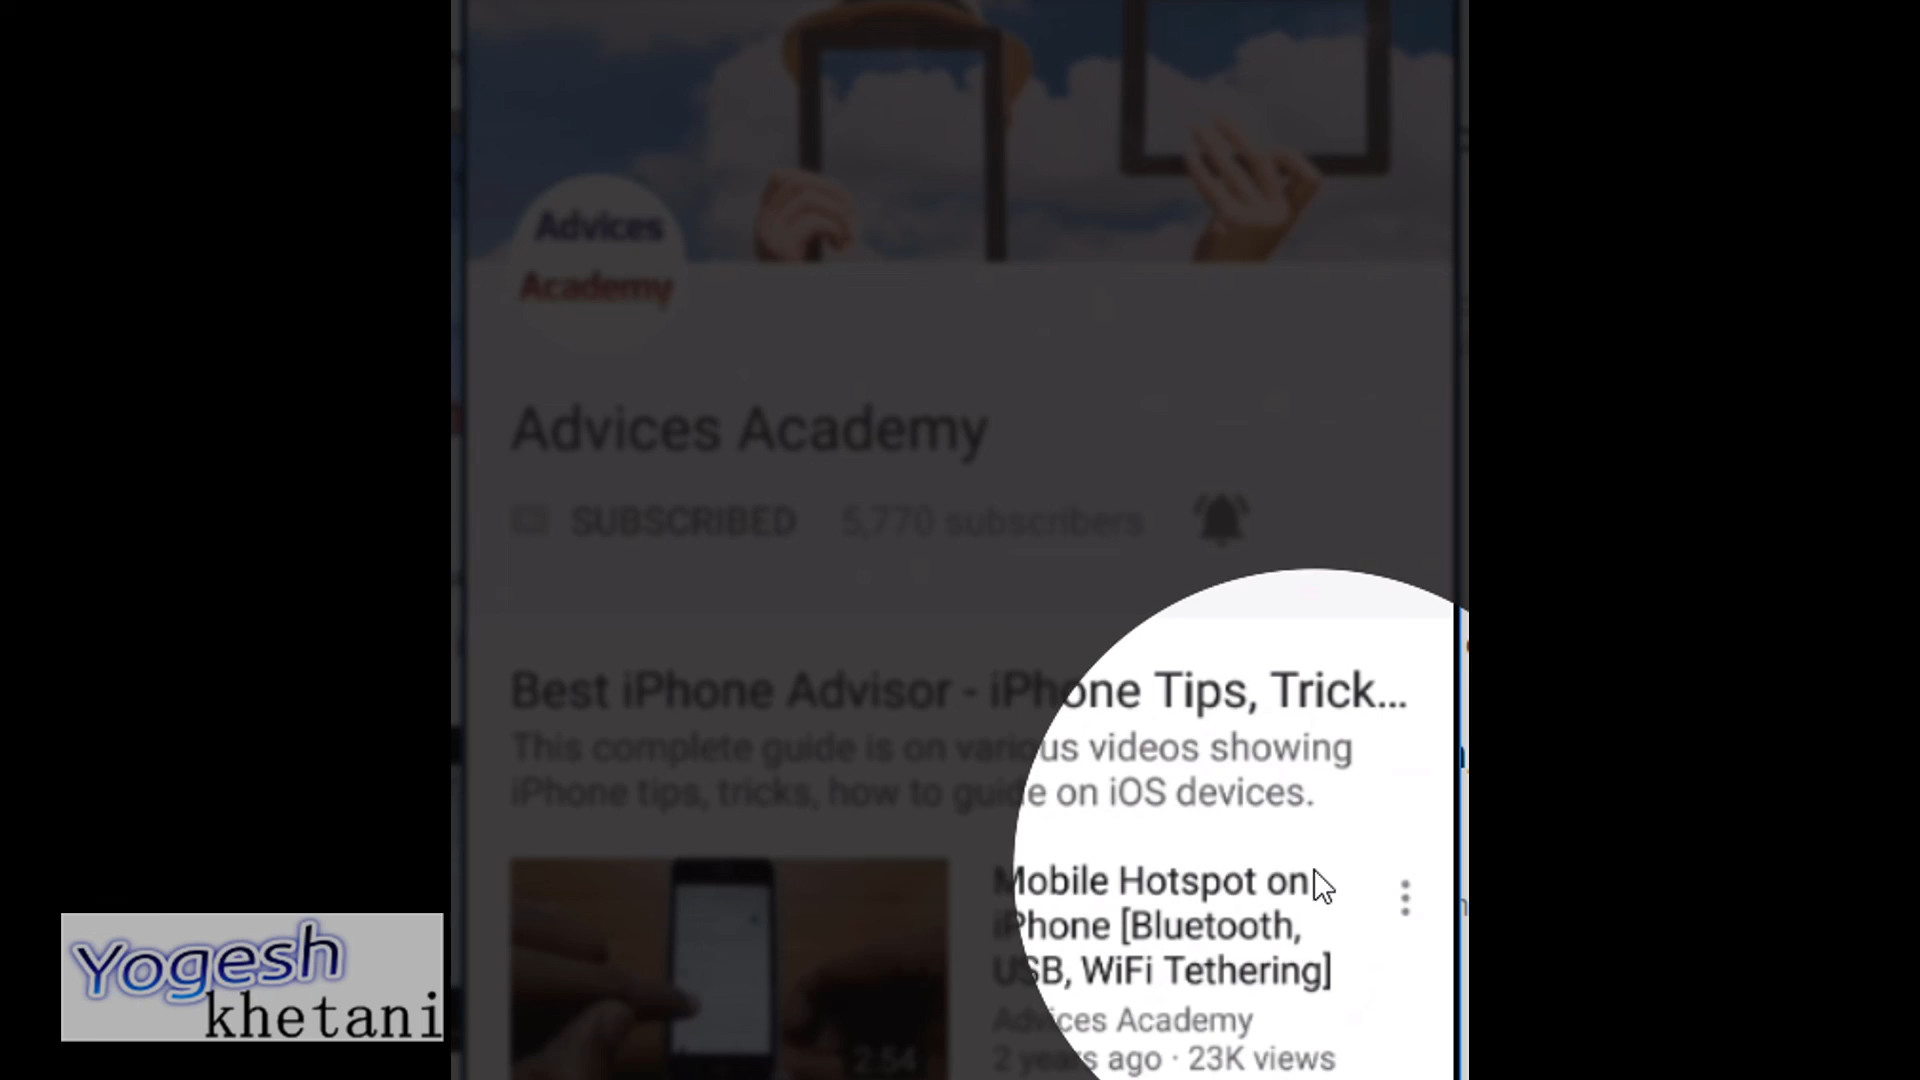 Advices
Academy
Advices Academy
SUBSCRIBED 5,770 subscribers
Best iPhone Advisor - iPhone Tips, Trick...
This complete guide is on various videos showing
iPhone tips, tricks, how to guide on iOS devices.
Mobile Hotspot on
iPhone [Bluetooth,
USB, WiFi Tethering]
Advices Academy
2 years ago · 23K views
2:54
Yogesh
khetani